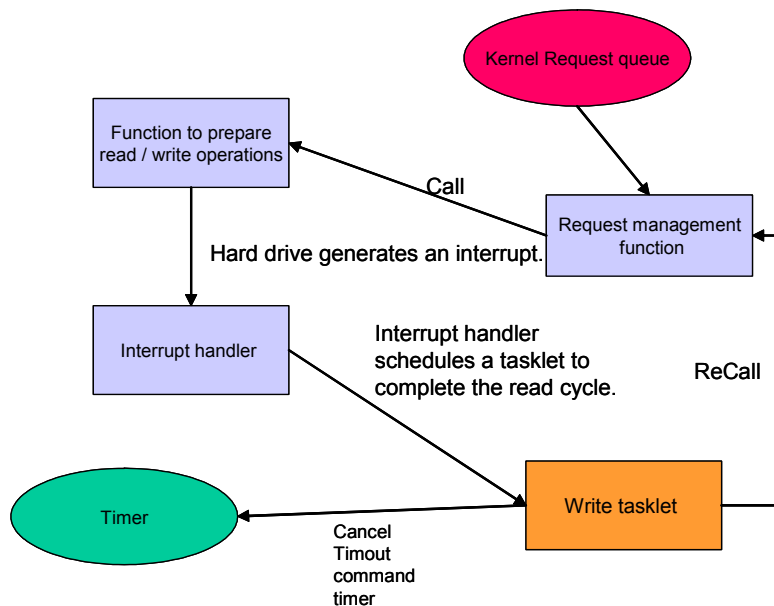 Kernel Request queue
Function to prepare
read / write operations
Call
Request management
function
Hard drive generates an interrupt.
Interrupt handler
Interrupt handler
schedules a tasklet to
complete the read cycle.
ReCall
Write tasklet
Timer
Cancel
Timout
command
timer